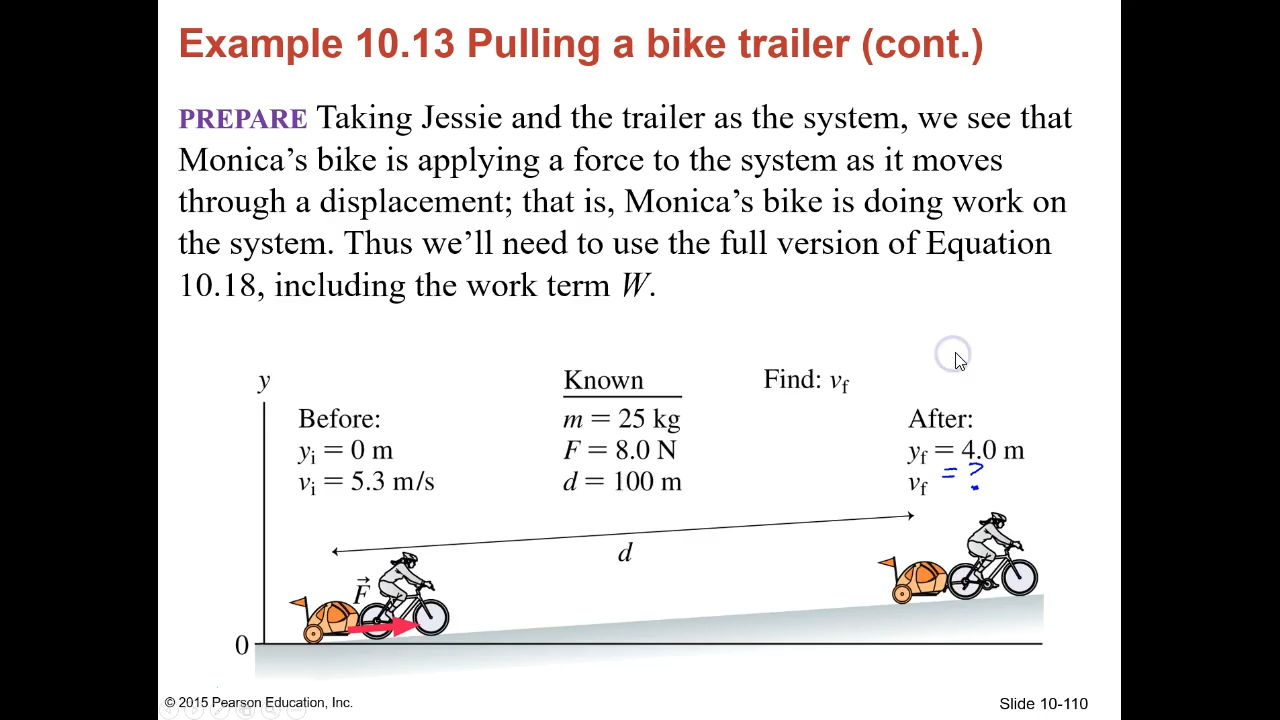 Example 10.13 Pulling a bike trailer (cont.)
PREPARE Taking Jessie and the trailer as the system, we see that
Monica’s bike is applying a force to the system as it moves
through a displacement; that is, Monica’s bike is doing work on
the system. Thus we’ll need to use the full version of Equation
10.18, including the work term W.
y
Before:
yi = 0 m
vi = 5.3 m/s
Known
m = 25 kg
F = 8.0 N
d = 100 m
Find: vf
After:
yf = 4.0 m
vf = ?
d
F⃗
0
© 2015 Pearson Education, Inc.
Slide 10-110